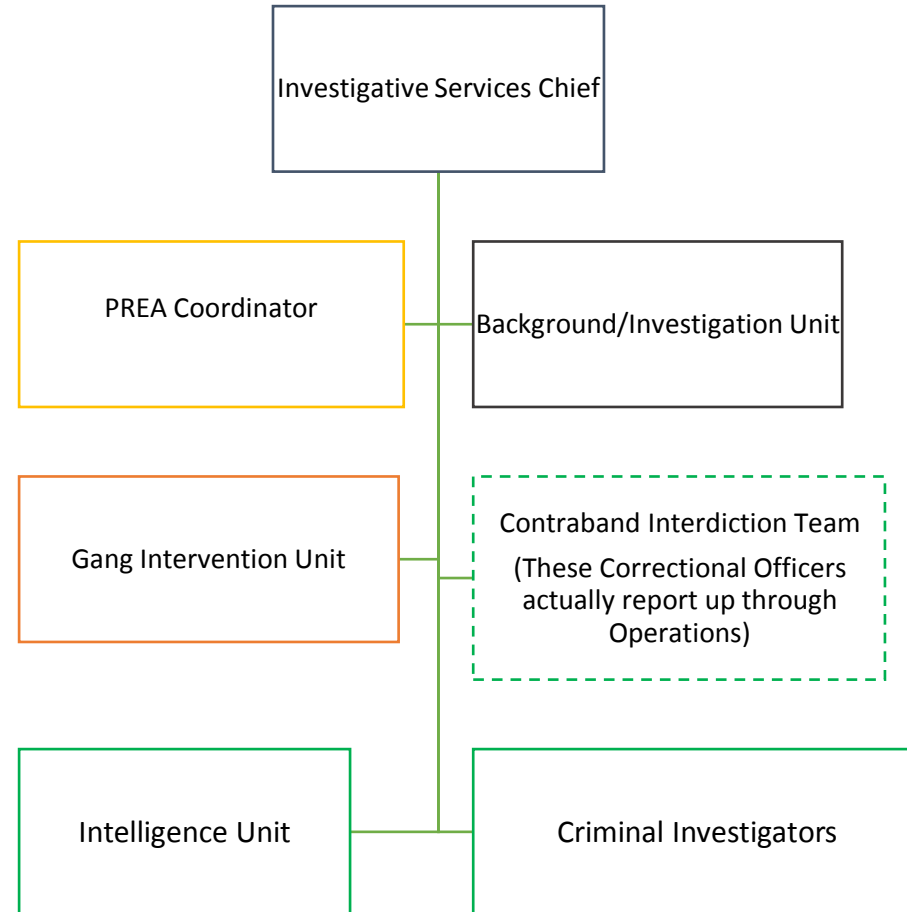 Investigative Services Chief
PREA Coordinator
Background/Investigation Unit
Gang Intervention Unit
Contraband Interdiction Team
(These Correctional Officers
actually report up through
Operations)
Intelligence Unit
Criminal Investigators